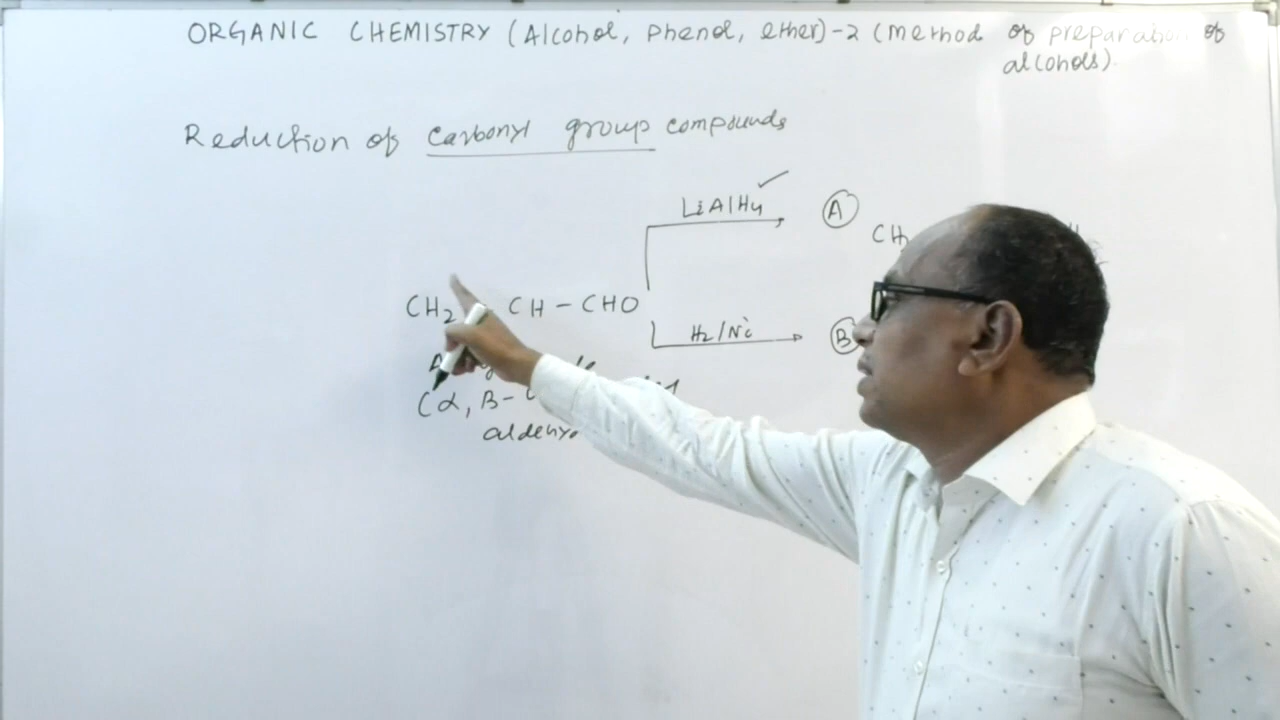 ORGANIC CHEMISTRY (Alcohol, Phenol, ether)-2 (Method of preparation of
alcohols).
Reduction of carbonyl group compounds
LiAlH4 ✓ A
CH2 CH - CHO
CH
H2/Ni B
(α, β-
aldehy